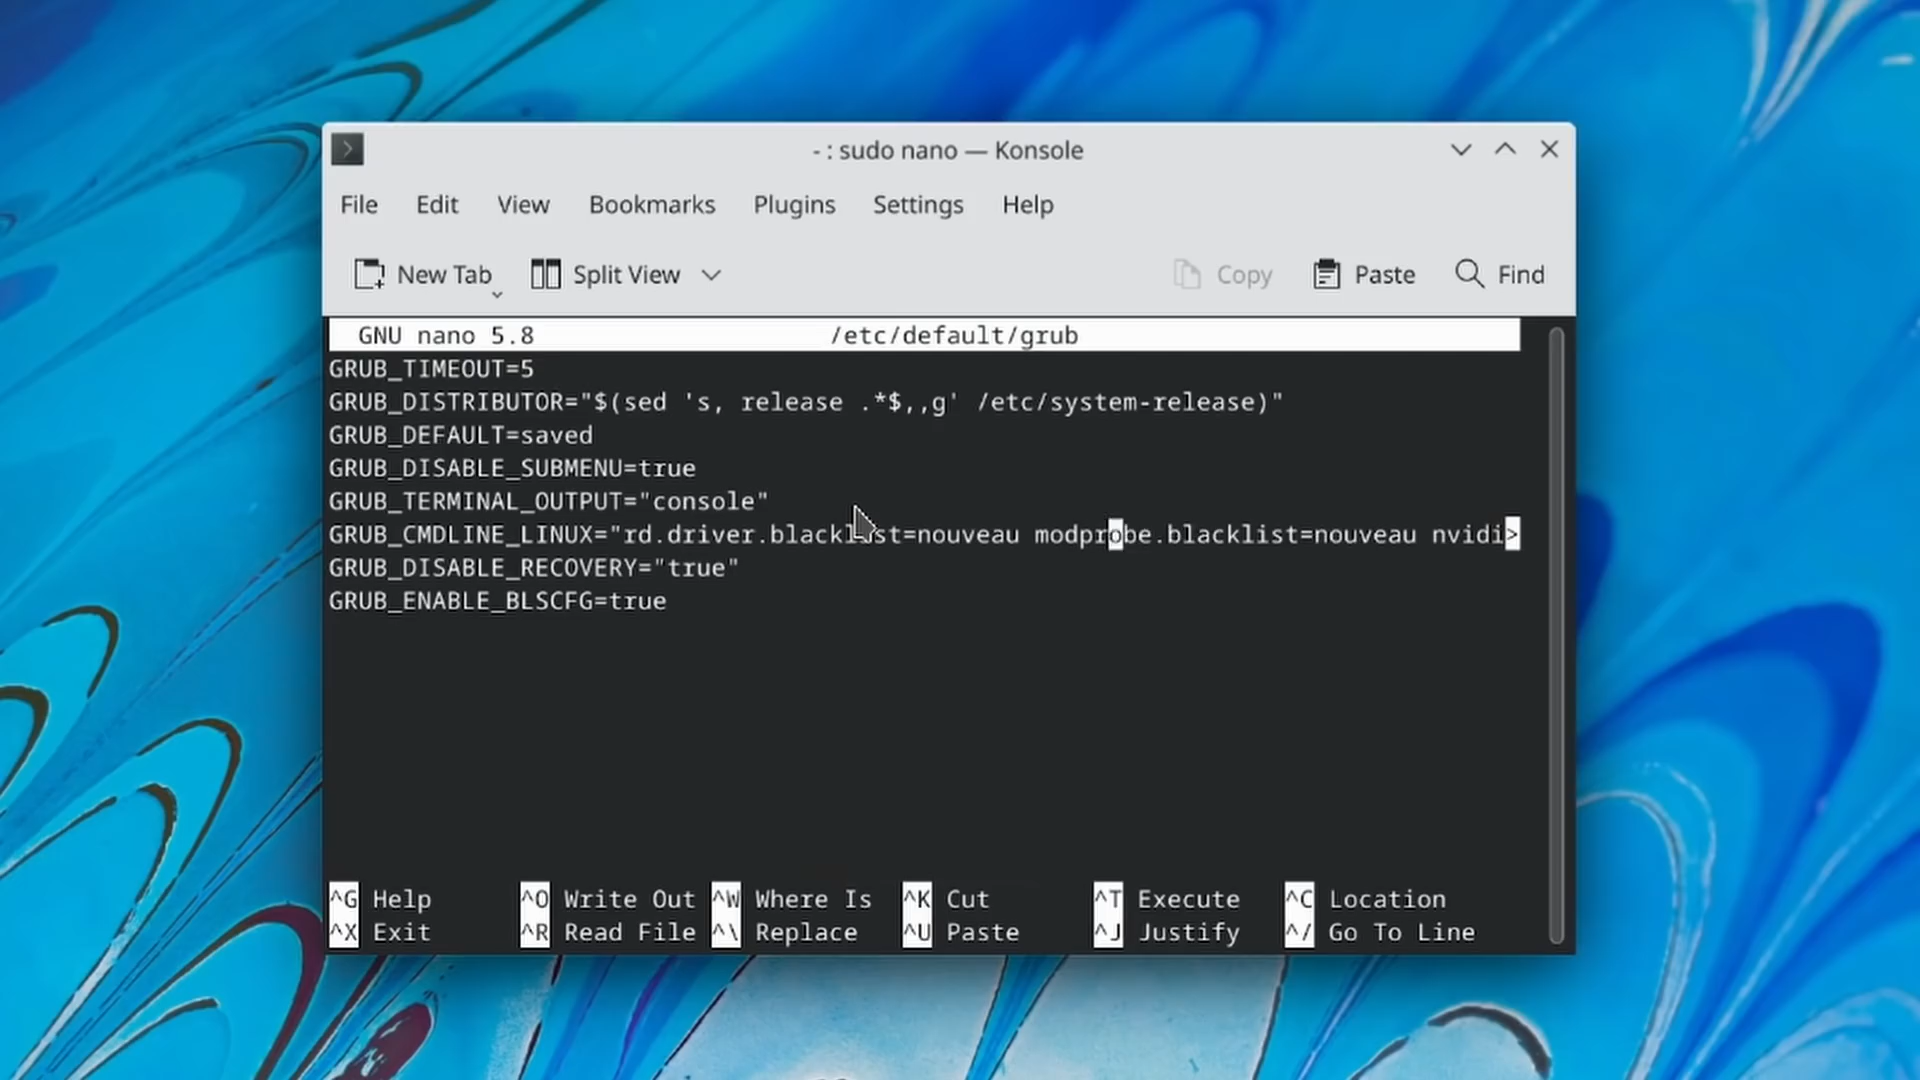 - : sudo nano — Konsole
File Edit View Bookmarks Plugins Settings Help
New Tab Split View Copy Paste Find
GNU nano 5.8 /etc/default/grub
GRUB_TIMEOUT=5
GRUB_DISTRIBUTOR="$(sed 's, release .*$,,g' /etc/system-release)"
GRUB_DEFAULT=saved
GRUB_DISABLE_SUBMENU=true
GRUB_TERMINAL_OUTPUT="console"
GRUB_CMDLINE_LINUX="rd.driver.blacklist=nouveau modprobe.blacklist=nouveau nvidi>
GRUB_DISABLE_RECOVERY="true"
GRUB_ENABLE_BLSCFG=true
^G Help ^O Write Out ^W Where Is ^K Cut ^T Execute ^C Location
^X Exit ^R Read File ^\ Replace ^U Paste ^J Justify ^/ Go To Line